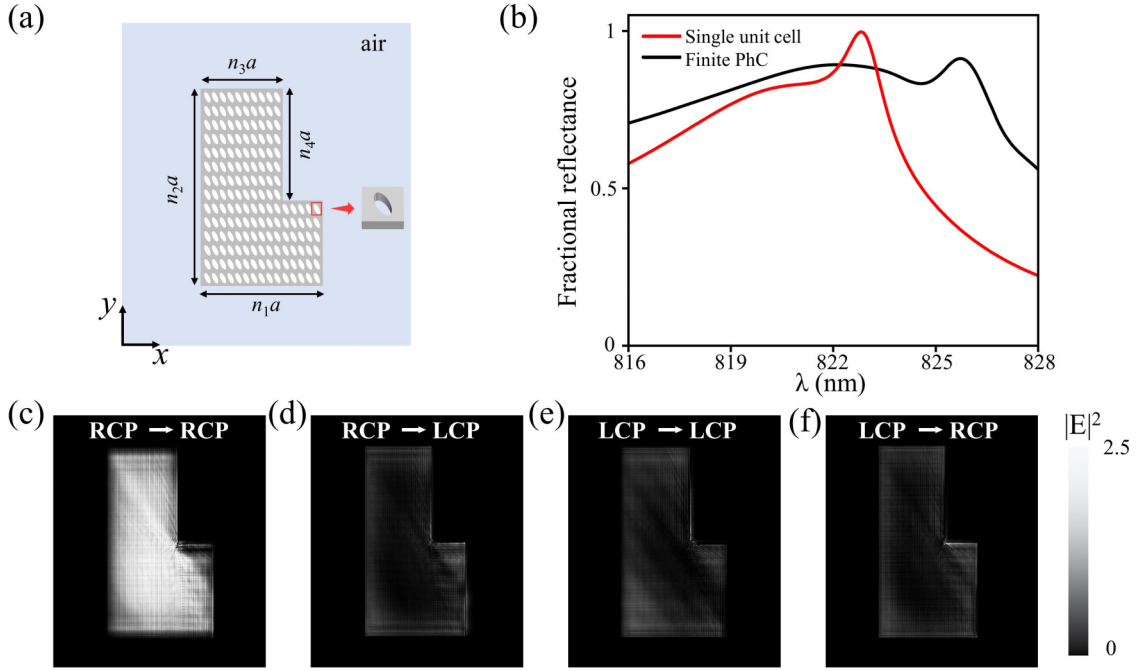 (a)
air
n₃a
n₄a
n₂a
n₁a
y
x
(b)
Single unit cell
Finite PhC
Fractional reflectance
1
0.5
0
816
819
822
825
828
λ (nm)
(c)
RCP → RCP
(d)
RCP → LCP
(e)
LCP → LCP
(f)
LCP → RCP
|E|²
2.5
0